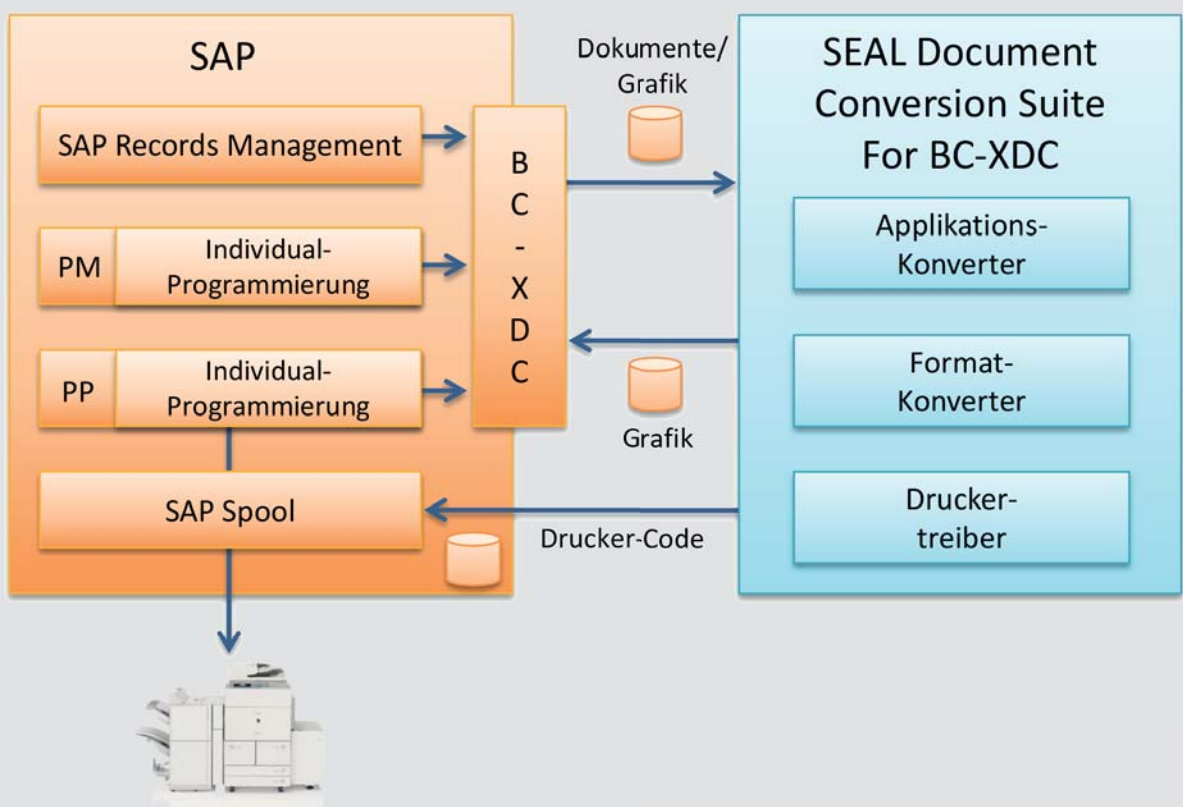 SAP
SAP Records Management
PM
Individual-
Programmierung
PP
Individual-
Programmierung
SAP Spool
B
C
-
X
D
C
Dokumente/
Grafik
Grafik
Drucker-Code
SEAL Document
Conversion Suite
For BC-XDC
Applikations-
Konverter
Format-
Konverter
Drucker-
treiber